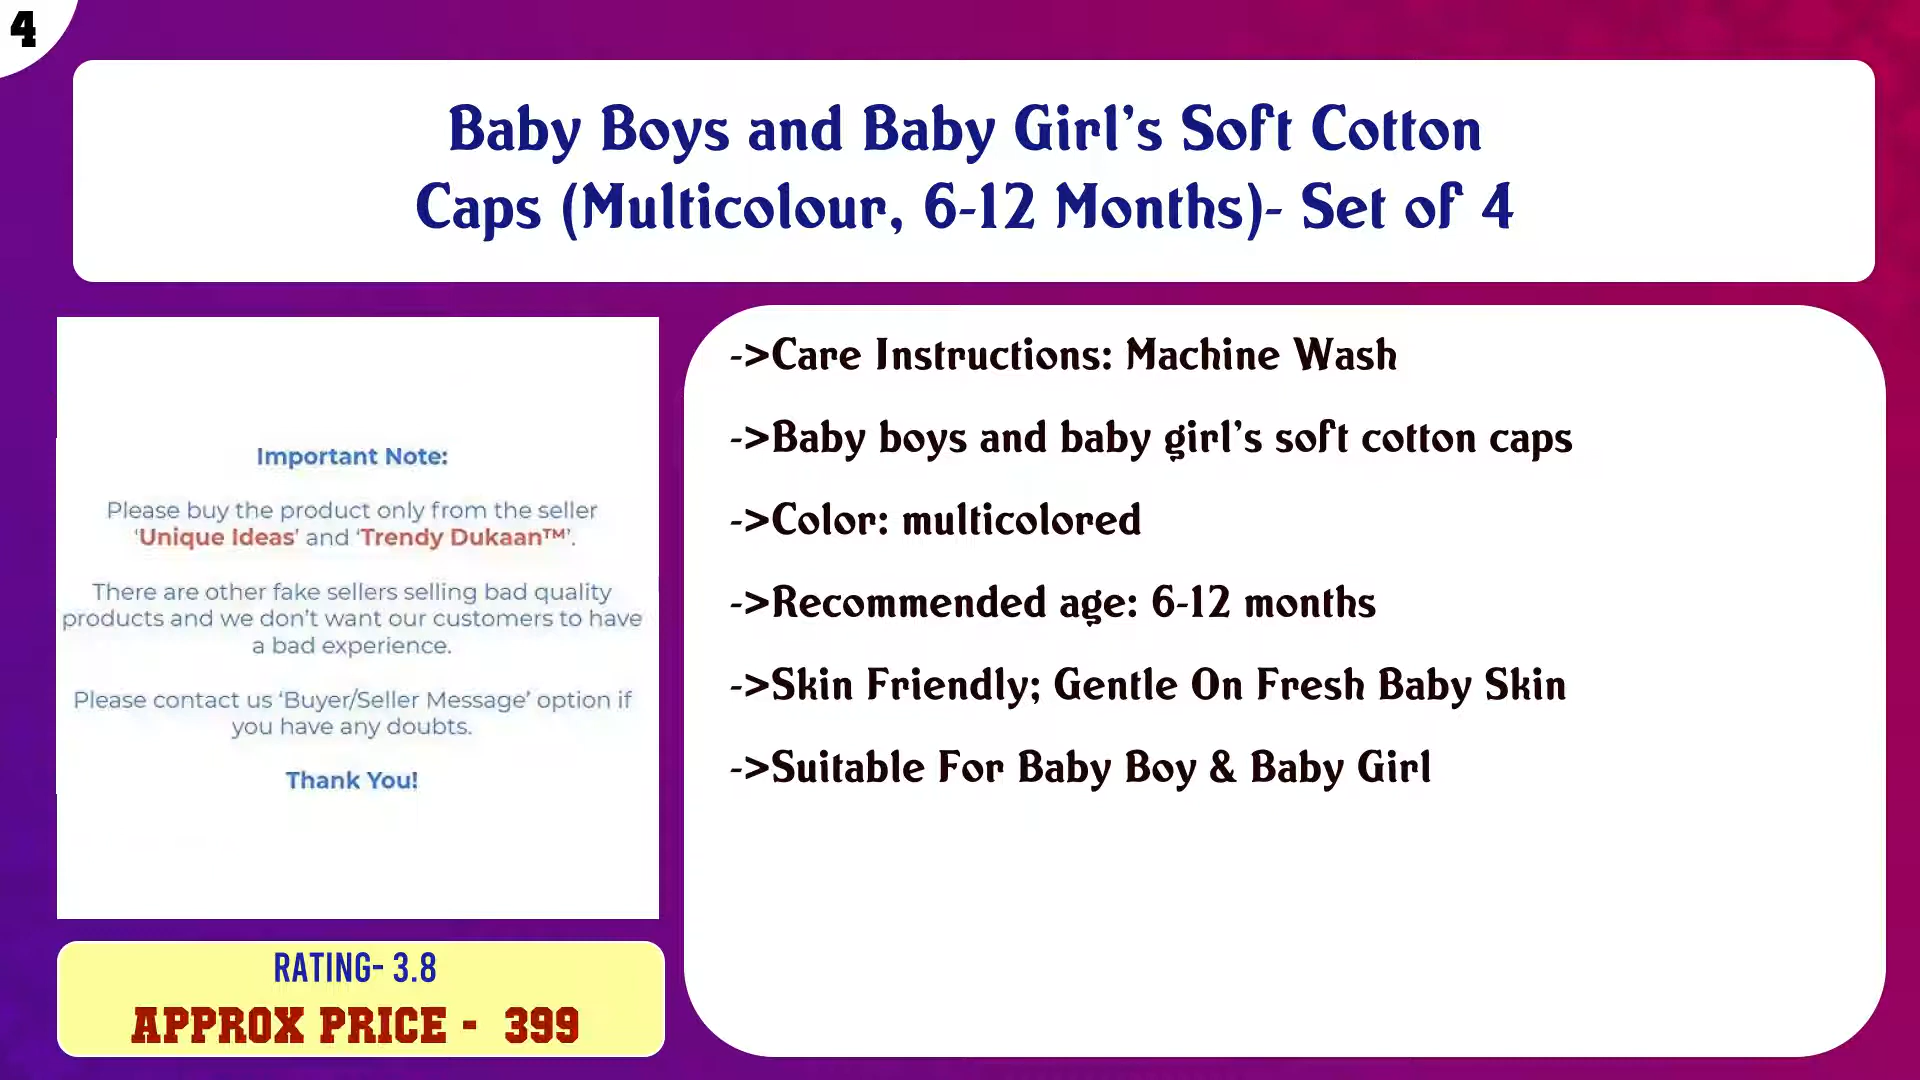 4
Baby Boys and Baby Girl's Soft Cotton
Caps (Multicolour, 6-12 Months)- Set of 4
Important Note:
Please buy the product only from the seller
‘Unique Ideas’ and ‘Trendy Dukaan™’.
There are other fake sellers selling bad quality
products and we don’t want our customers to have
a bad experience.
Please contact us ‘Buyer/Seller Message’ option if
you have any doubts.
Thank You!
->Care Instructions: Machine Wash
->Baby boys and baby girl's soft cotton caps
->Color: multicolored
->Recommended age: 6-12 months
->Skin Friendly; Gentle On Fresh Baby Skin
->Suitable For Baby Boy & Baby Girl
RATING- 3.8
APPROX PRICE - 399